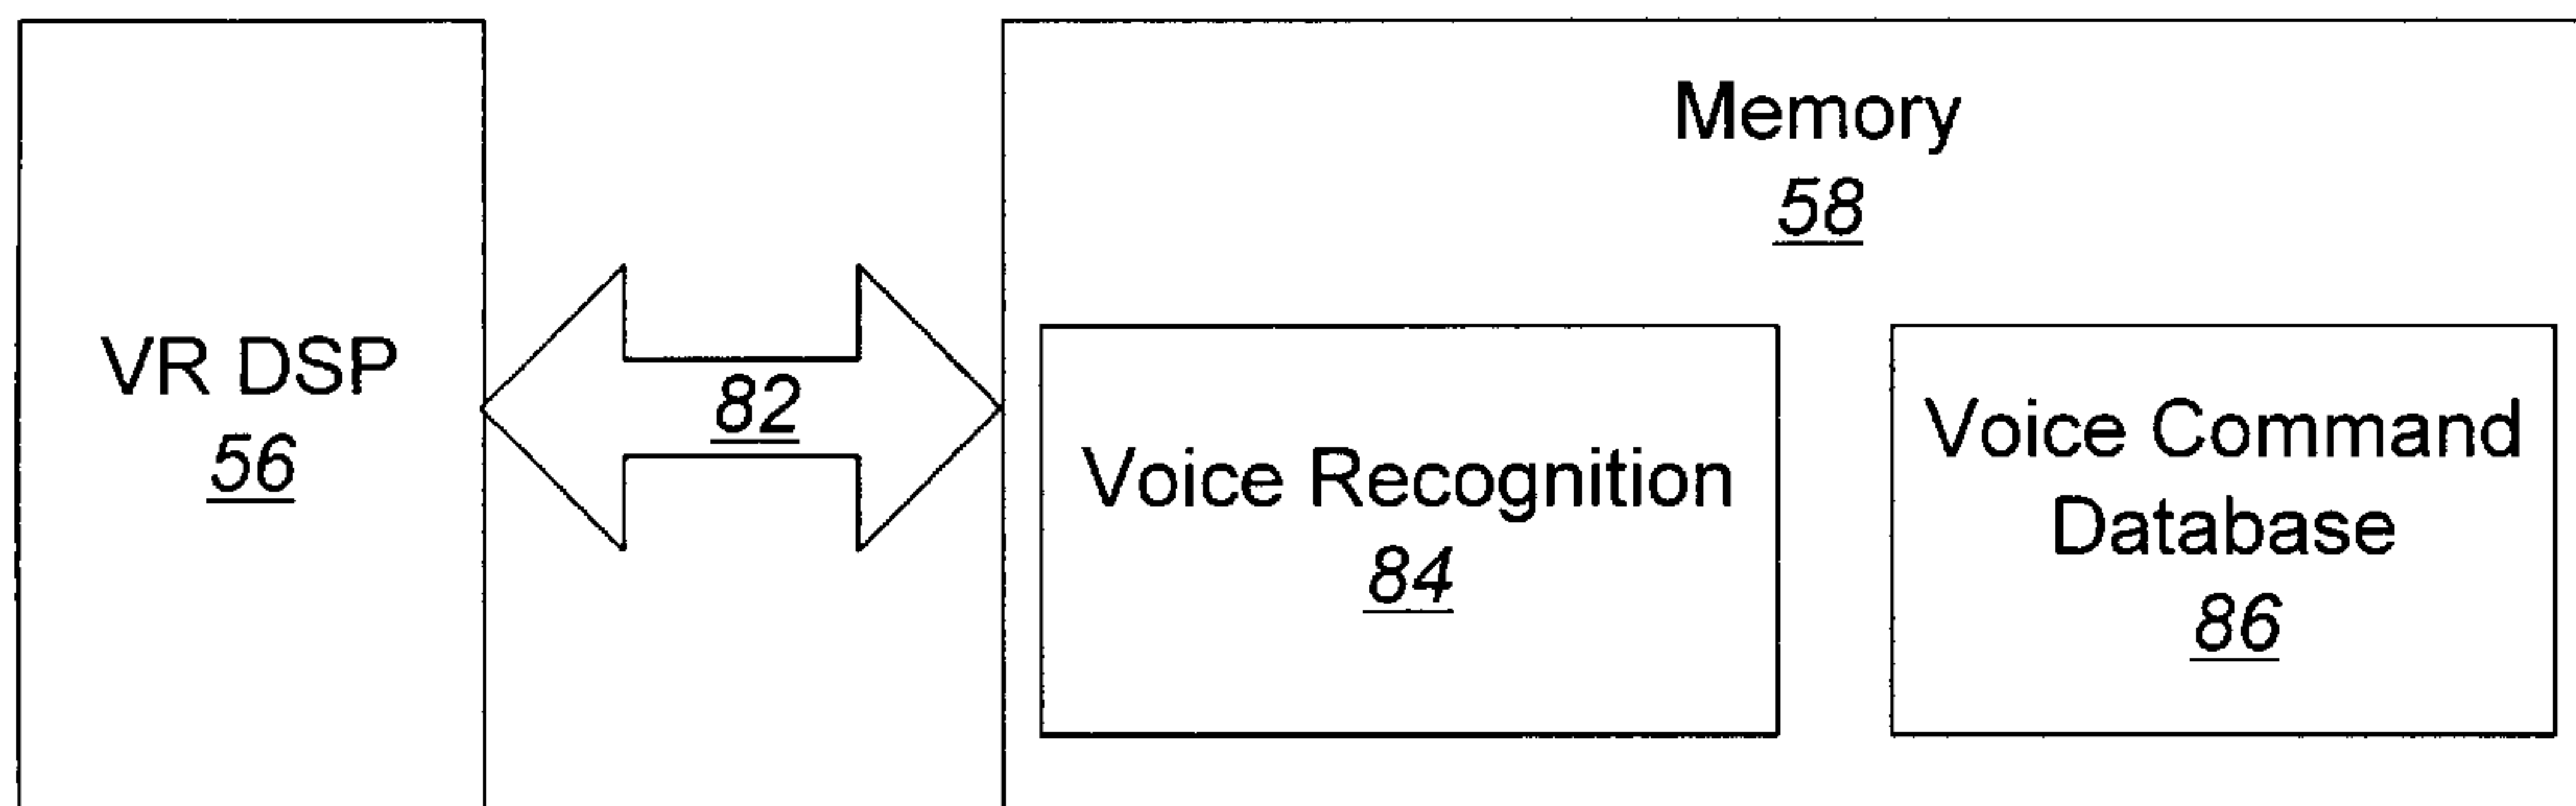 VR DSP
56
82
Memory
58
Voice Recognition
84
Voice Command
Database
86